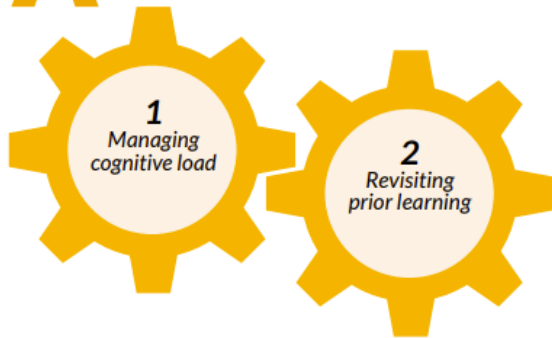 1
Managing
cognitive load
2
Revisiting
prior learning